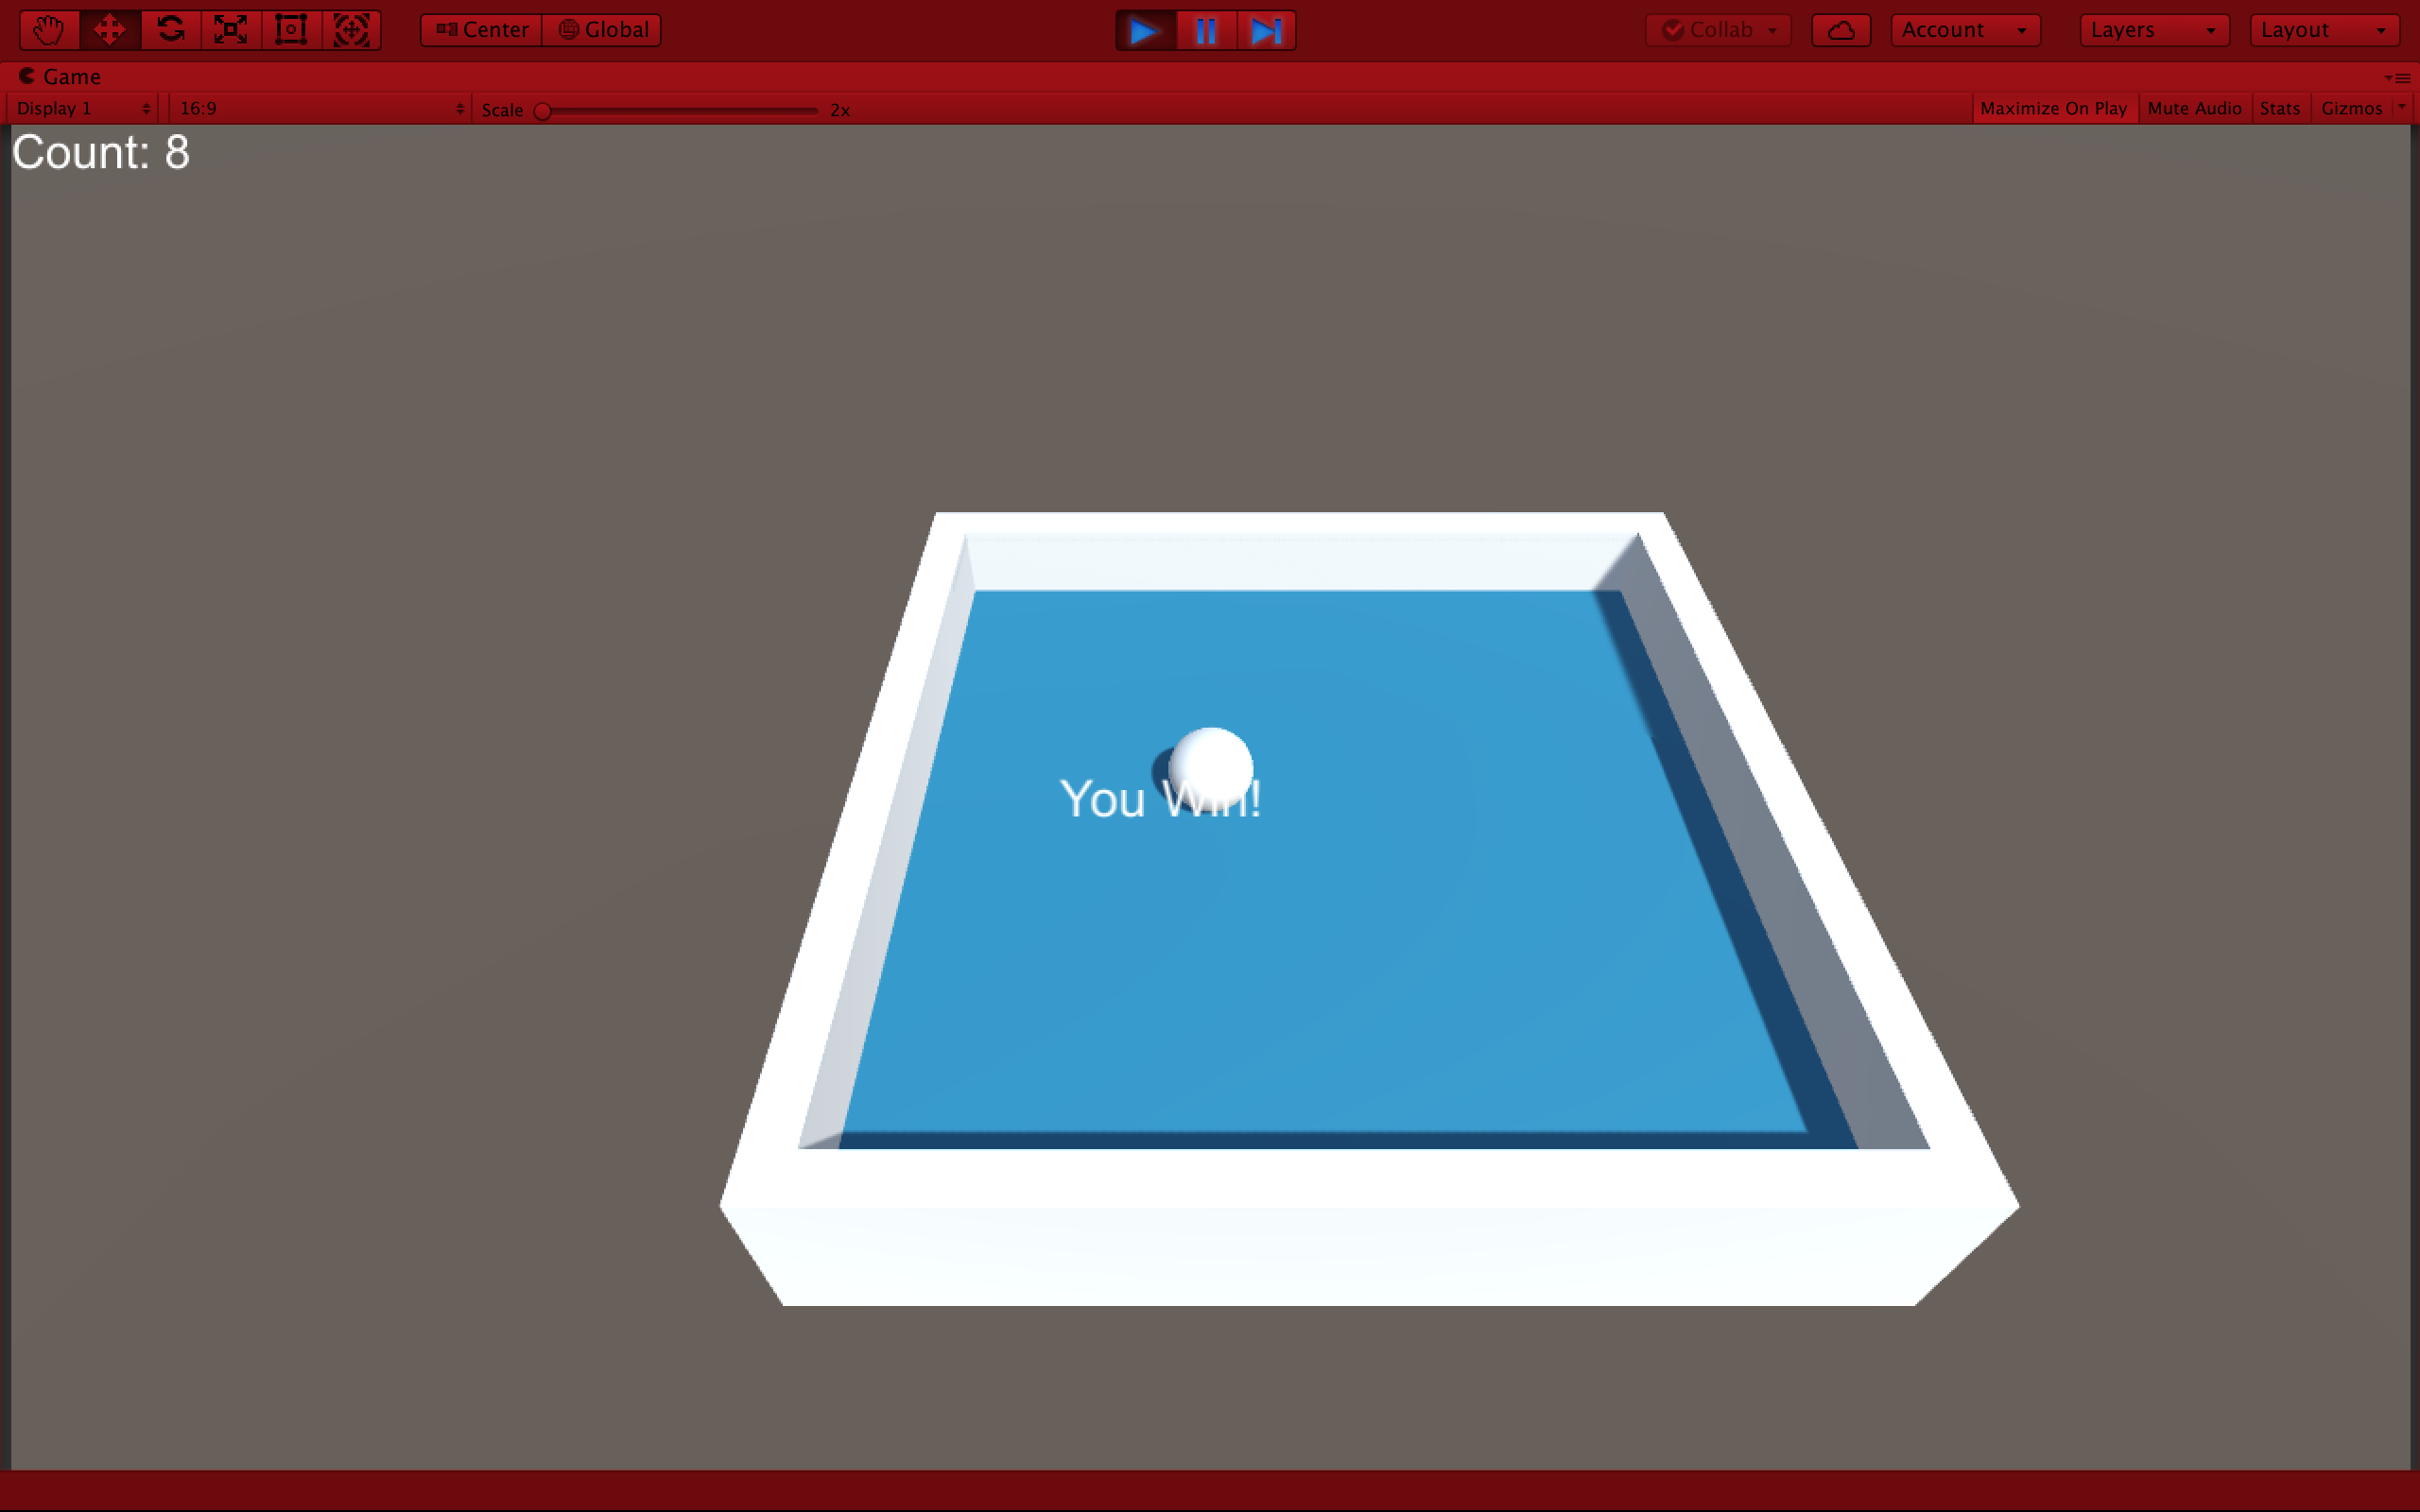 Center Global Collab Account Layers Layout
Game
Display 1 16:9 Scale 2x Maximize On Play Mute Audio Stats Gizmos
Count: 8
You Win!